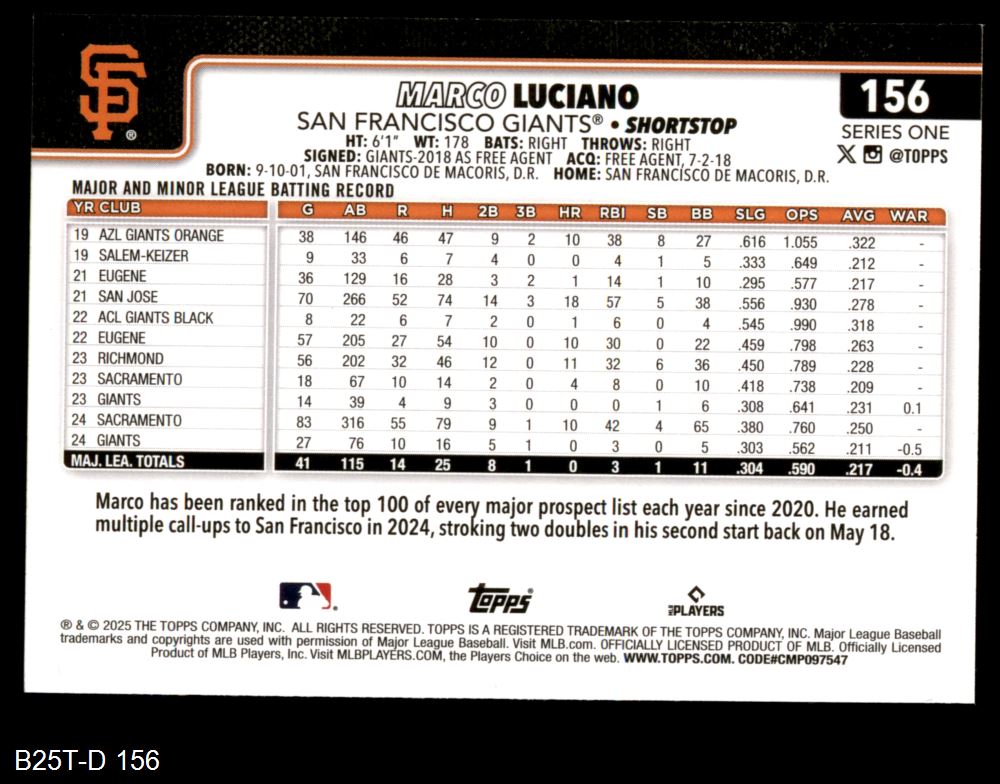 SF ®
MARCO LUCIANO
156
SAN FRANCISCO GIANTS® • SHORTSTOP
SERIES ONE
HT: 6'1" WT: 178 BATS: RIGHT THROWS: RIGHT
@TOPPS
SIGNED: GIANTS-2018 AS FREE AGENT ACQ: FREE AGENT, 7-2-18
BORN: 9-10-01, SAN FRANCISCO DE MACORIS, D.R. HOME: SAN FRANCISCO DE MACORIS, D.R.
MAJOR AND MINOR LEAGUE BATTING RECORD
YR CLUB G AB R H 2B 3B HR RBI SB BB SLG OPS AVG WAR
19 AZL GIANTS ORANGE 38 146 46 47 9 2 10 38 8 27 .616 1.055 .322 -
19 SALEM-KEIZER 9 33 6 7 4 0 0 4 1 5 .333 .649 .212 -
21 EUGENE 36 129 16 28 3 2 1 14 1 10 .295 .577 .217 -
21 SAN JOSE 70 266 52 74 14 3 18 57 5 38 .556 .930 .278 -
22 ACL GIANTS BLACK 8 22 6 7 2 0 1 6 0 4 .545 .990 .318 -
22 EUGENE 57 205 27 54 10 0 10 30 0 22 .459 .798 .263 -
23 RICHMOND 56 202 32 46 12 0 11 32 6 36 .450 .789 .228 -
23 SACRAMENTO 18 67 10 14 2 0 4 8 0 10 .418 .738 .209 -
23 GIANTS 14 39 4 9 3 0 0 0 1 6 .308 .641 .231 0.1
24 SACRAMENTO 83 316 55 79 9 1 10 42 4 65 .380 .760 .250 -
24 GIANTS 27 76 10 16 5 1 0 3 0 5 .303 .562 .211 -0.5
MAJ. LEA. TOTALS 41 115 14 25 8 1 0 3 1 11 .304 .590 .217 -0.4
Marco has been ranked in the top 100 of every major prospect list each year since 2020. He earned
multiple call-ups to San Francisco in 2024, stroking two doubles in his second start back on May 18.
Topps® MLB PLAYERS
® & © 2025 THE TOPPS COMPANY, INC. ALL RIGHTS RESERVED. TOPPS IS A REGISTERED TRADEMARK OF THE TOPPS COMPANY, INC. Major League Baseball
trademarks and copyrights are used with permission of Major League Baseball. Visit MLB.com. OFFICIALLY LICENSED PRODUCT OF MLB. Officially Licensed
Product of MLB Players, Inc. Visit MLBPLAYERS.COM, the Players Choice on the web. WWW.TOPPS.COM. CODE#CMP097547
B25T-D 156